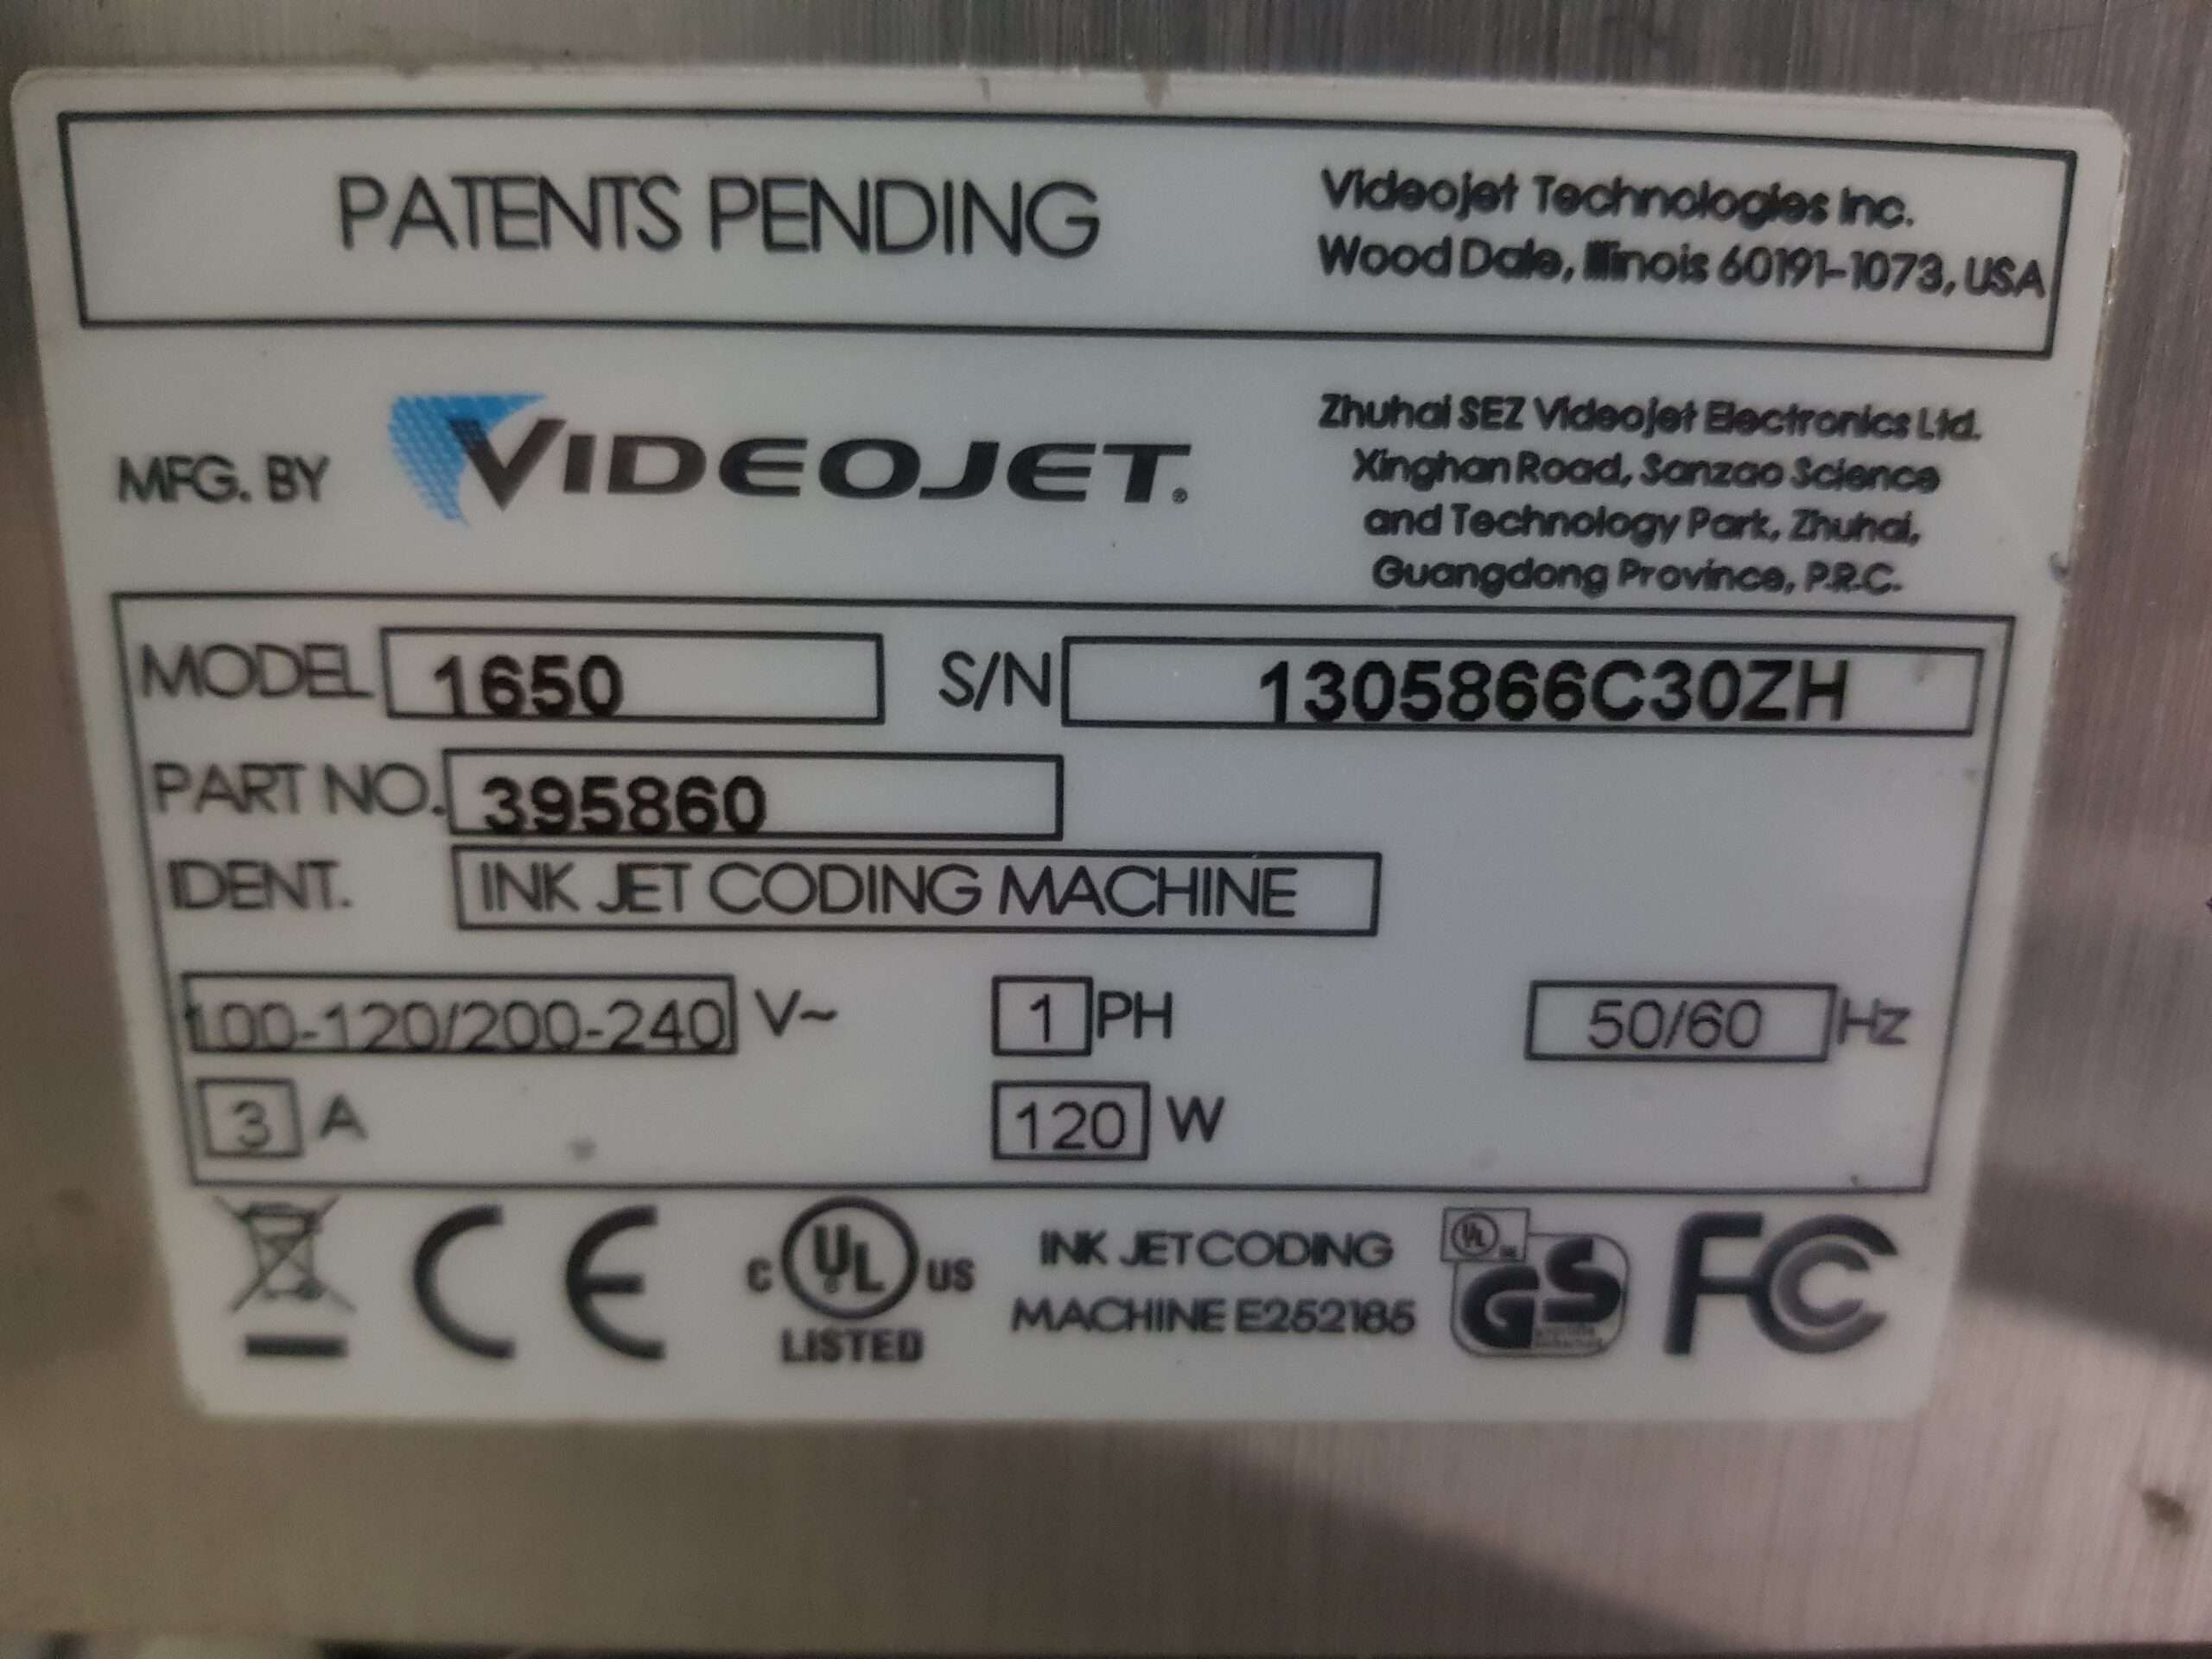 PATENTS PENDING
Videojet Technologies Inc.
Wood Dale, Illinois 60191-1073, USA
MFG. BY
VIDEOJET®
Zhuhai SEZ Videojet Electronics Ltd.
Xinghan Road, Sanzao Science
and Technology Park, Zhuhai,
Guangdong Province, P.R.C.
MODEL 1650 S/N 1305866C30ZH
PART NO. 395860
IDENT. INK JET CODING MACHINE
100-120/200-240 V~ 1 PH 50/60 Hz
3 A 120 W
CE
C UL US
LISTED
INK JET CODING
MACHINE E252185
UL
GS
FC